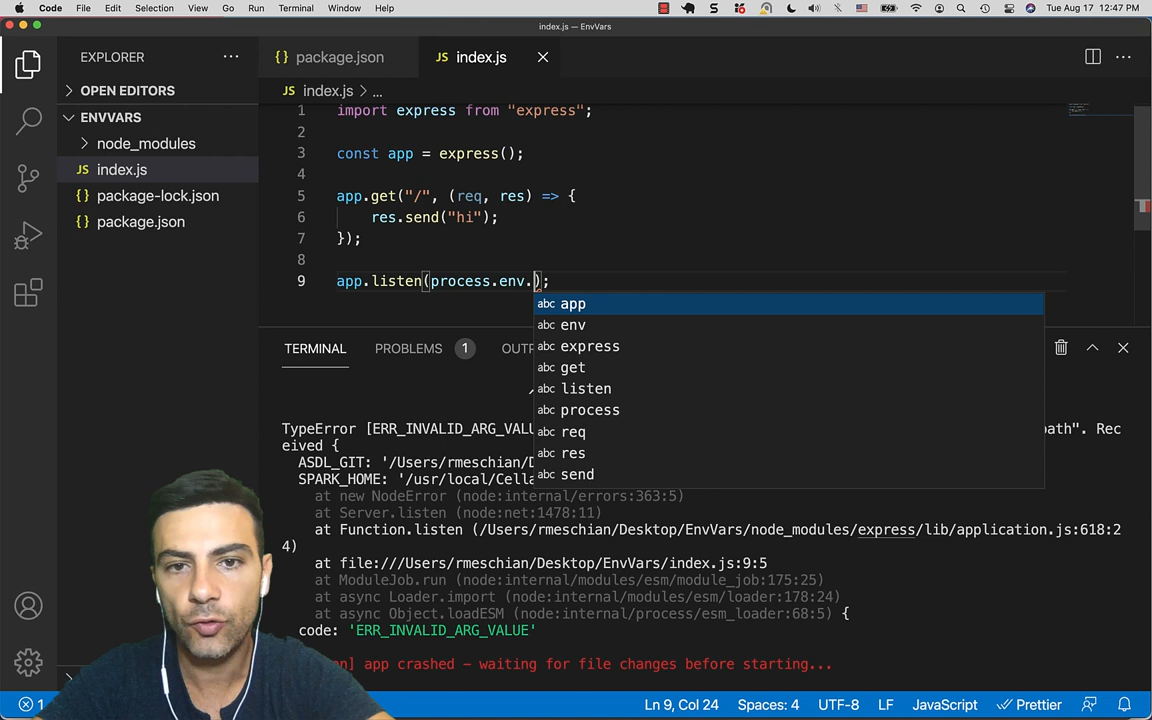 Code File Edit Selection View Go Run Terminal Window Help Tue Aug 17 12:47 PM
index.js — EnvVars
EXPLORER
package.json
JS index.js
OPEN EDITORS
JS index.js > ...
ENVVARS
node_modules
JS index.js
package-lock.json
package.json
1 import express from "express";
2
3 const app = express();
4
5 app.get("/", (req, res) => {
6 res.send("hi");
7 });
8
9 app.listen(process.env.);
abc app
abc env
abc express
abc get
abc listen
abc process
abc req
abc res
abc send
TERMINAL PROBLEMS 1
TypeError [ERR_INVALID_ARG_VALU ath". Rec
eived {
ASDL_GIT: '/Users/rmeschian/D
SPARK_HOME: '/usr/local/Cella
at new NodeError (node:internal/errors:363:5)
at Server.listen (node:net:1478:11)
at Function.listen (/Users/rmeschian/Desktop/EnvVars/node_modules/express/lib/application.js:618:2
4)
at file:///Users/rmeschian/Desktop/EnvVars/index.js:9:5
at ModuleJob.run (node:internal/modules/esm/module_job:175:25)
at async Loader.import (node:internal/modules/esm/loader:178:24)
at async Object.loadESM (node:internal/process/esm_loader:68:5) {
code: 'ERR_INVALID_ARG_VALUE'
] app crashed – waiting for file changes before starting...
1 Ln 9, Col 24 Spaces: 4 UTF-8 LF JavaScript Prettier